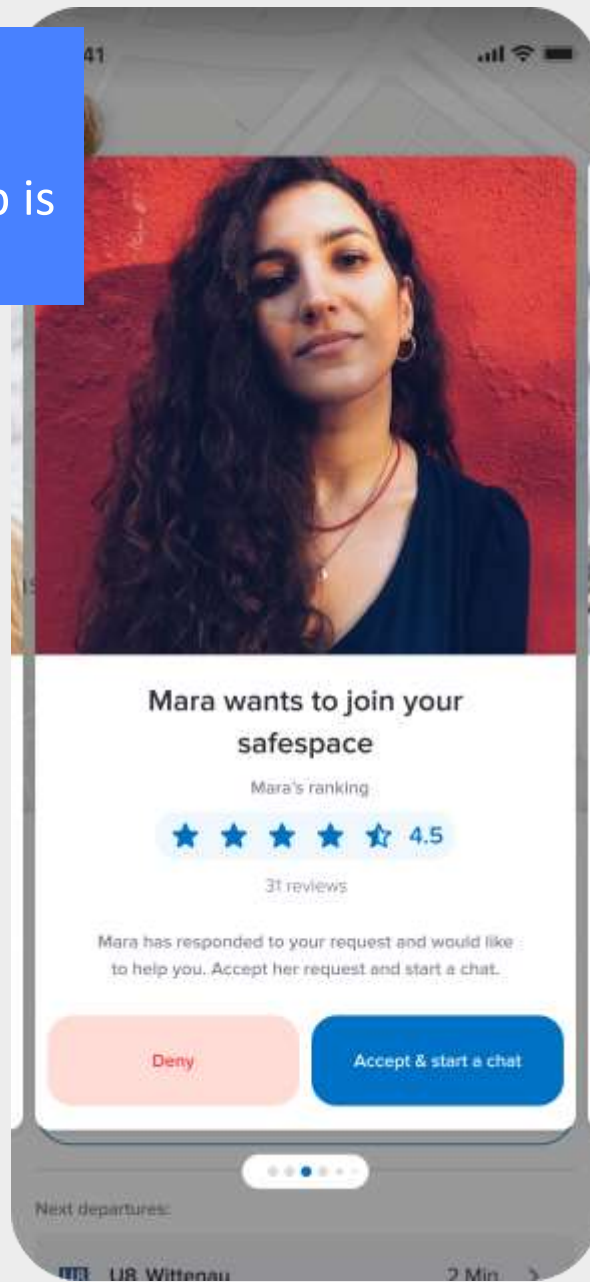 41
is
Mara wants to join your
safespace
Mara's ranking
4.5
31 reviews
Mara has responded to your request and would like
to help you. Accept her request and start a chat.
Deny
Accept & start a chat
Next departures:
U8 U8 Wittenau 2 Min